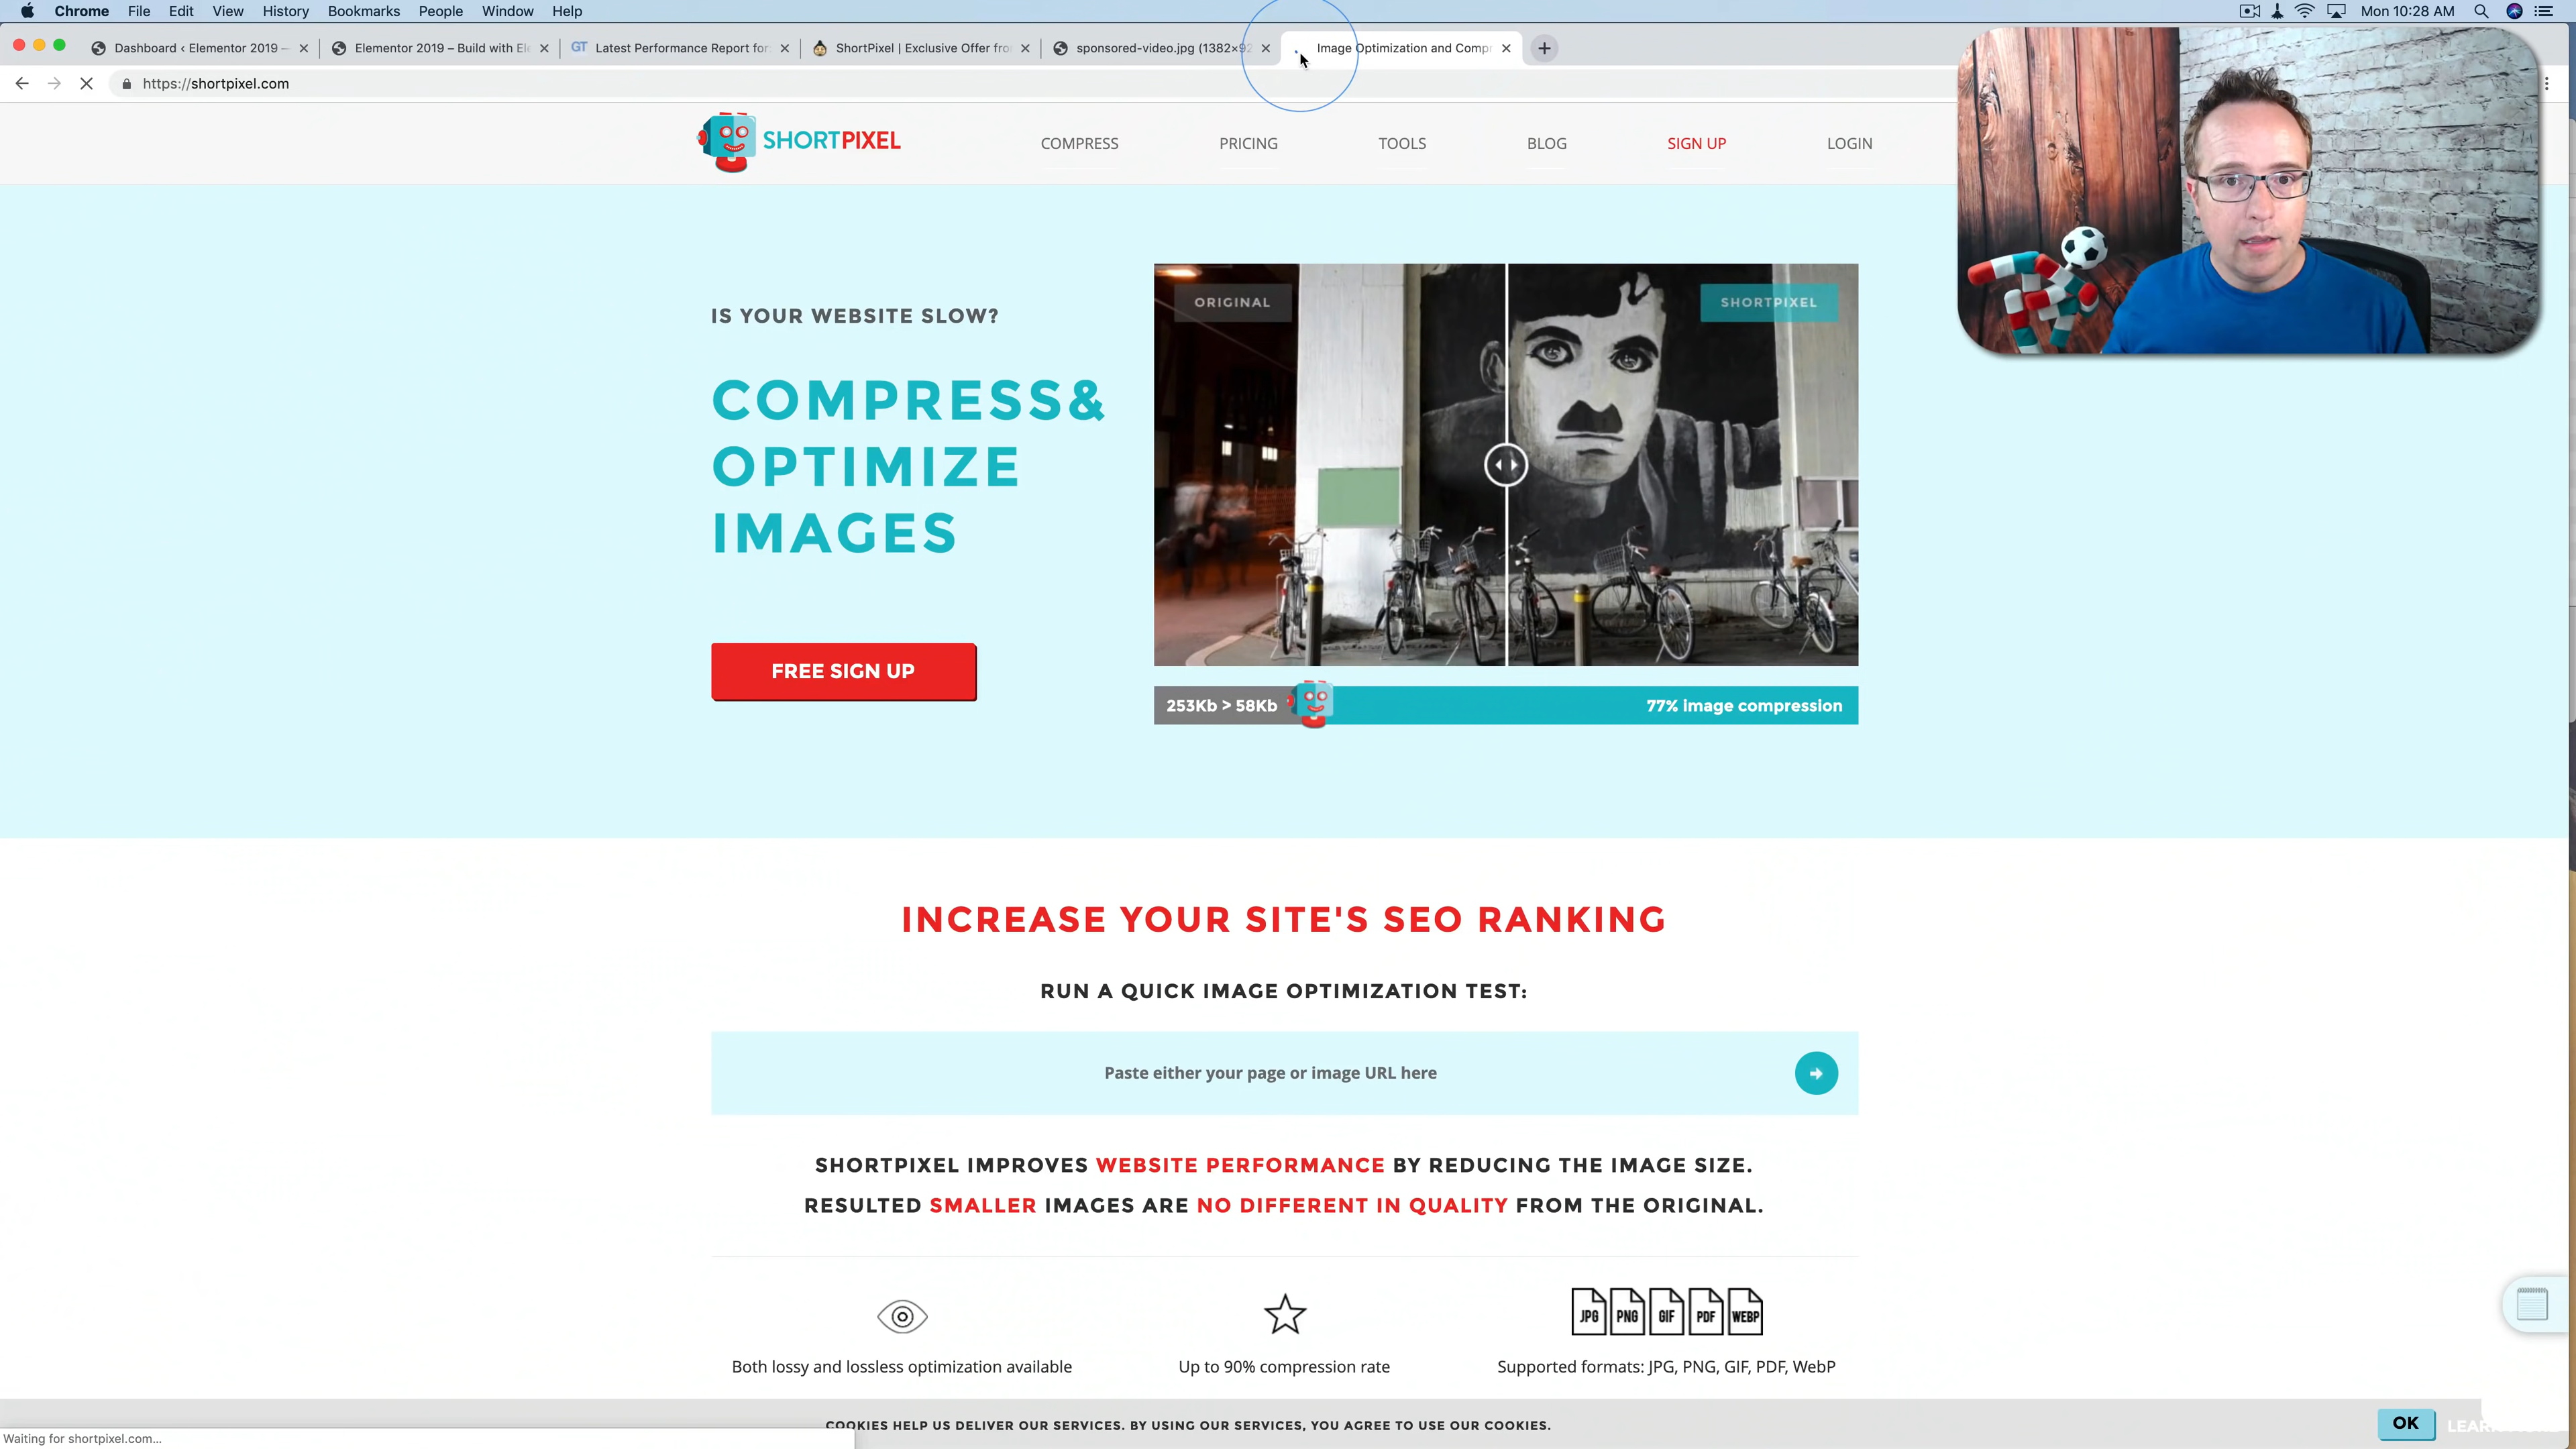 Chrome File Edit View History Bookmarks People Window Help
Mon 10:28 AM
Dashboard ‹ Elementor 2019 —
Elementor 2019 – Build with Ele
GT Latest Performance Report for:
ShortPixel | Exclusive Offer from
sponsored-video.jpg (1382×92
Image Optimization and Compr
https://shortpixel.com
SHORTPIXEL
COMPRESS PRICING TOOLS BLOG SIGN UP LOGIN
IS YOUR WEBSITE SLOW?
COMPRESS&
OPTIMIZE
IMAGES
FREE SIGN UP
ORIGINAL
SHORTPIXEL
253Kb > 58Kb
77% image compression
INCREASE YOUR SITE'S SEO RANKING
RUN A QUICK IMAGE OPTIMIZATION TEST:
Paste either your page or image URL here
SHORTPIXEL IMPROVES WEBSITE PERFORMANCE BY REDUCING THE IMAGE SIZE.
RESULTED SMALLER IMAGES ARE NO DIFFERENT IN QUALITY FROM THE ORIGINAL.
JPG PNG GIF PDF WEBP
Both lossy and lossless optimization available
Up to 90% compression rate
Supported formats: JPG, PNG, GIF, PDF, WebP
COOKIES HELP US DELIVER OUR SERVICES. BY USING OUR SERVICES, YOU AGREE TO USE OUR COOKIES.
OK
Waiting for shortpixel.com...